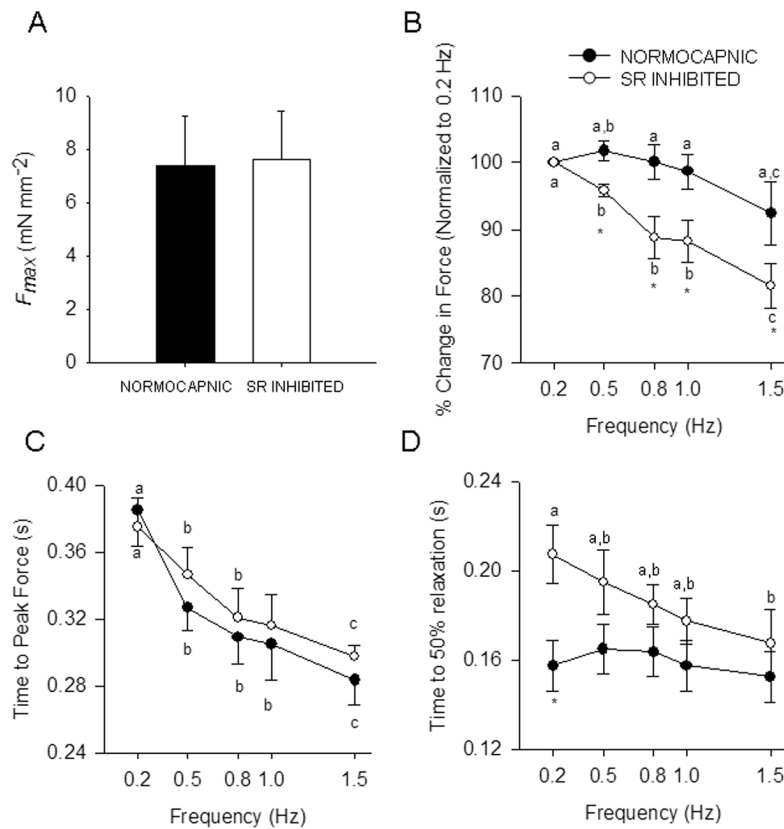 A
F max (mN mm−2)
10
8
6
4
2
0
NORMOCAPNIC SR INHIBITED
B
NORMOCAPNIC
SR INHIBITED
% Change in Force (Normalized to 0.2 Hz)
110
100
90
80
70
a a,b a a a,c
a b b b c
* * * *
0.2 0.5 0.8 1.0 1.5
Frequency (Hz)
C
Time to Peak Force (s)
0.40
0.36
0.32
0.28
0.24
a b b c
a b b b c
0.2 0.5 0.8 1.0 1.5
Frequency (Hz)
D
Time to 50% relaxation (s)
0.24
0.20
0.16
0.12
a a,b a,b a,b b
*
0.2 0.5 0.8 1.0 1.5
Frequency (Hz)